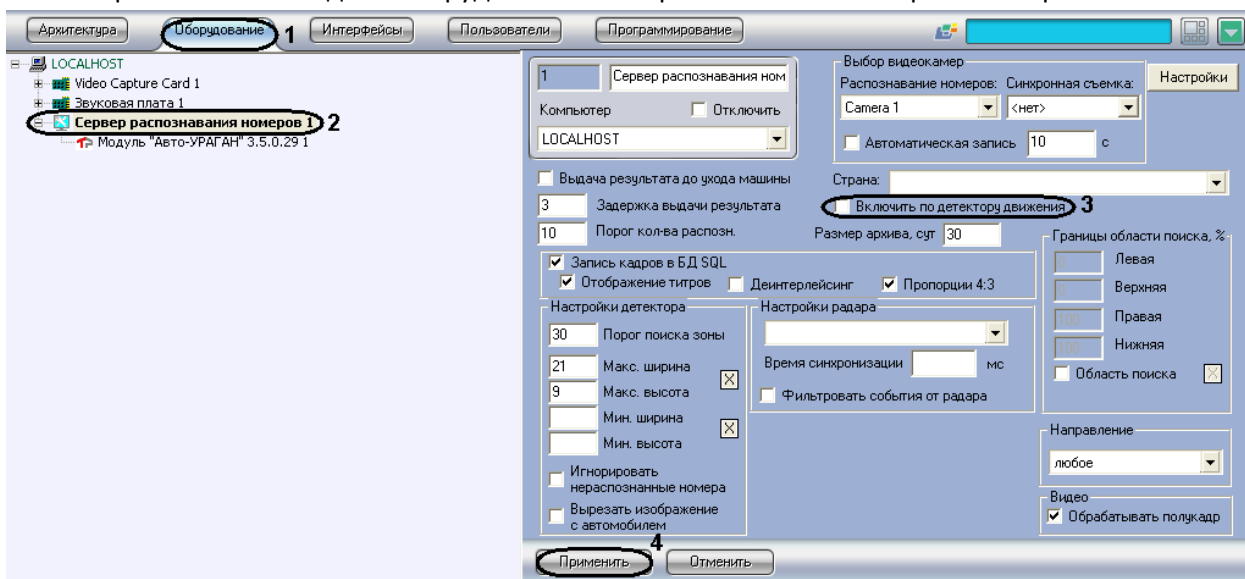 Архитектура Оборудование 1 Интерфейсы Пользователи Программирование
LOCALHOST
Video Capture Card 1
Звуковая плата 1
Сервер распознавания номеров 1 2
Модуль "Авто-УРАГАН" 3.5.0.29 1
1 Сервер распознавания ном
Компьютер Отключить
LOCALHOST
Выбор видеокамер
Распознавание номеров: Синхронная съемка:
Camera 1 <нет>
Автоматическая запись 10 с
Настройки
Выдача результата до ухода машины
3 Задержка выдачи результата
10 Порог кол-ва распозн.
Страна:
Включить по детектору движения 3
Размер архива, сут 30
Запись кадров в БД SQL
Отображение титров Деинтерлейсинг Пропорции 4:3
Границы области поиска, %
0 Левая
0 Верхняя
100 Правая
100 Нижняя
Область поиска X
Настройки детектора
30 Порог поиска зоны
21 Макс. ширина
X
9 Макс. высота
Мин. ширина
X
Мин. высота
Игнорировать
нераспознанные номера
Вырезать изображение
с автомобилем
Настройки радара
Время синхронизации мс
Фильтровать события от радара
Направление
любое
Видео
Обрабатывать полукадр
4
Применить Отменить